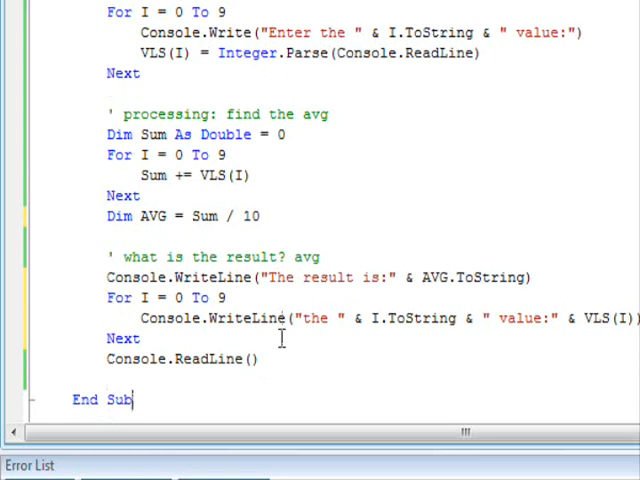 For I = 0 To 9
Console.Write("Enter the " & I.ToString & " value:")
VLS(I) = Integer.Parse(Console.ReadLine)
Next
' processing: find the avg
Dim Sum As Double = 0
For I = 0 To 9
Sum += VLS(I)
Next
Dim AVG = Sum / 10
' what is the result? avg
Console.WriteLine("The result is:" & AVG.ToString)
For I = 0 To 9
Console.WriteLine("the " & I.ToString & " value:" & VLS(I))
Next
Console.ReadLine()
End Sub
Error List